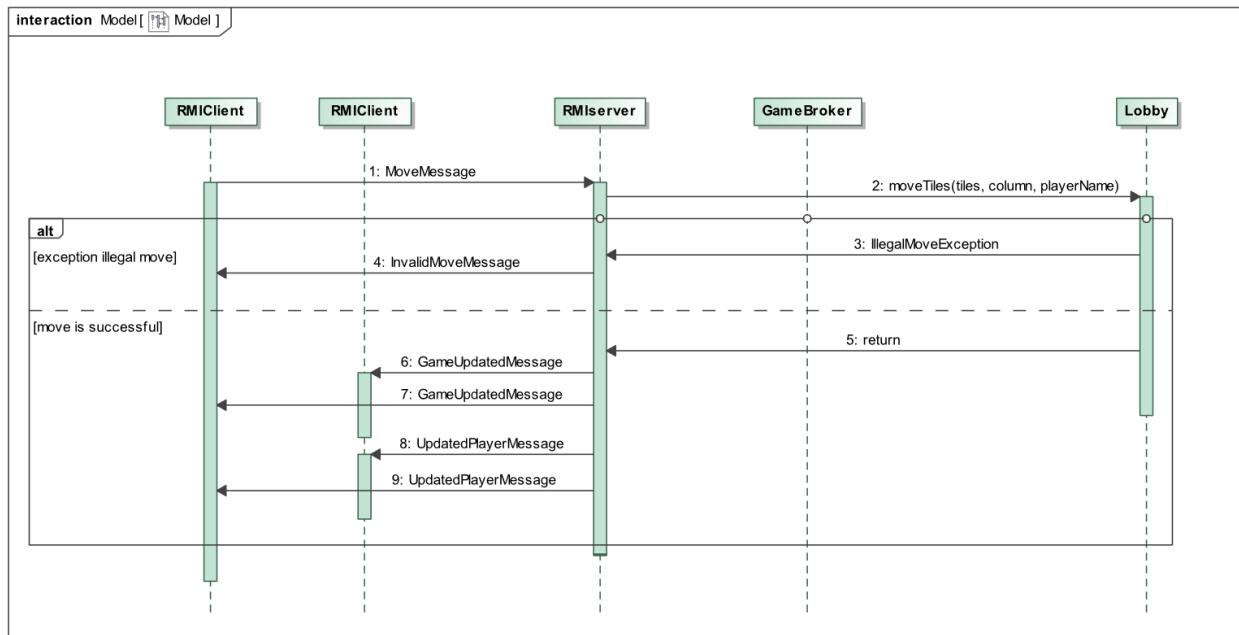 interaction Model [ Model ]
RMIClient RMIClient RMIserver GameBroker Lobby
1: MoveMessage
2: moveTiles(tiles, column, playerName)
alt
3: IllegalMoveException
[exception illegal move]
4: InvalidMoveMessage
[move is successful]
5: return
6: GameUpdatedMessage
7: GameUpdatedMessage
8: UpdatedPlayerMessage
9: UpdatedPlayerMessage